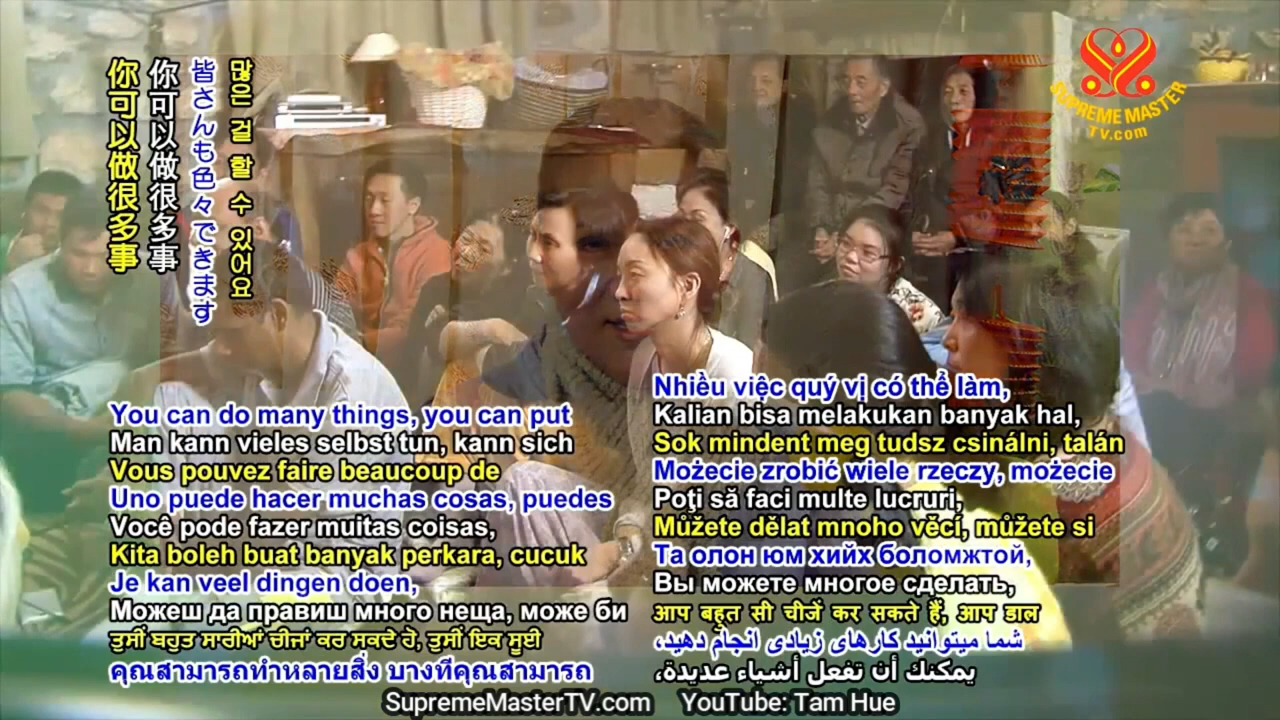 你可以做很多事
你可以做很多事
皆さんも色々できます
많은 걸 할 수 있어요
SUPREME MASTER
TV.com
You can do many things, you can put
Man kann vieles selbst tun, kann sich
Vous pouvez faire beaucoup de
Uno puede hacer muchas cosas, puedes
Você pode fazer muitas coisas,
Kita boleh buat banyak perkara, cucuk
Je kan veel dingen doen,
Можеш да правиш много неща, може би
ਤੁਸੀਂ ਬਹੁਤ ਸਾਰੀਆਂ ਚੀਜਾਂ ਕਰ ਸਕਦੇ ਹੋ, ਤੁਸੀਂ ਇਕ ਸੂਈ
คุณสามารถทำหลายสิ่ง บางทีคุณสามารถ
Nhiều việc quý vị có thể làm,
Kalian bisa melakukan banyak hal,
Sok mindent meg tudsz csinálni, talán
Możecie zrobić wiele rzeczy, możecie
Poţi să faci multe lucruri,
Můžete dělat mnoho věcí, můžete si
Та олон юм хийх боломжтой,
Вы можете многое сделать,
आप बहुत सी चीजें कर सकते हैं, आप डाल
شما میتوانید کارهای زیادی انجام دهید،
يمكنك أن تفعل أشياء عديدة،
SupremeMasterTV.com YouTube: Tam Hue